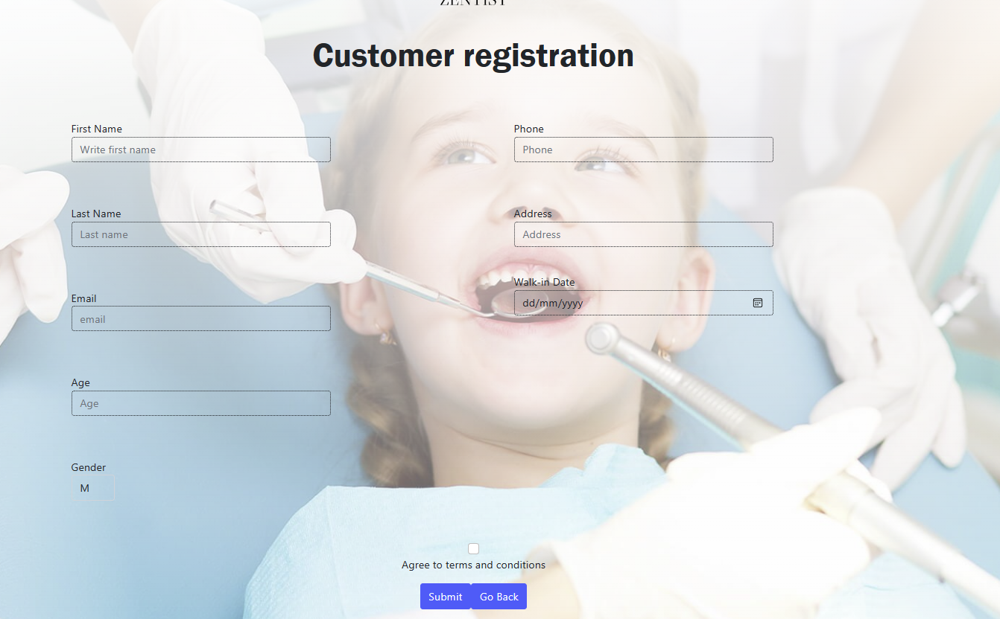 ZENTIST
Customer registration
First Name
Write first name
Last Name
Last name
Email
email
Age
Age
Gender
M
Phone
Phone
Address
Address
Walk-in Date
dd/mm/yyyy
Agree to terms and conditions
Submit
Go Back